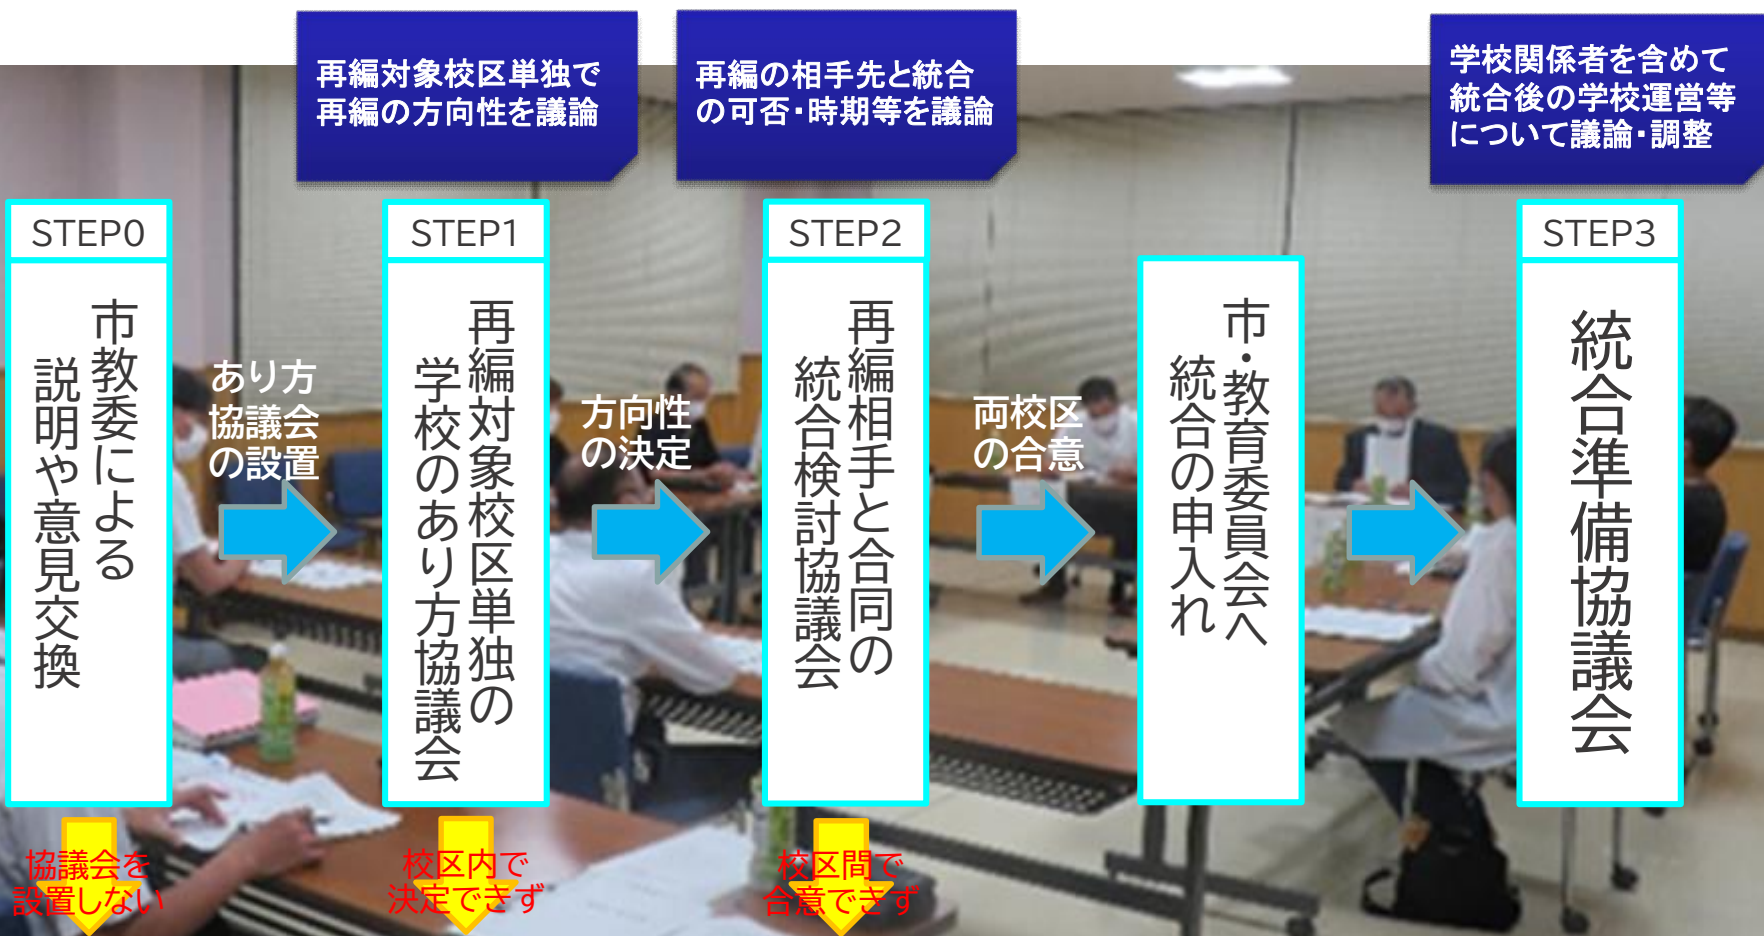 再編対象校区単独で
再編の方向性を議論
再編の相手先と統合
の可否・時期等を議論
学校関係者を含めて
統合後の学校運営等
について議論・調整
STEP0
市教委による
説明や意見交換
あり方
協議会
の設置
STEP1
再編対象校区単独の
学校のあり方協議会
方向性
の決定
STEP2
再編相手と合同の
統合検討協議会
両校区
の合意
市・教育委員会へ
統合の申入れ
STEP3
統合準備協議会
協議会を
設置しない
校区内で
決定できず
校区間で
合意できず